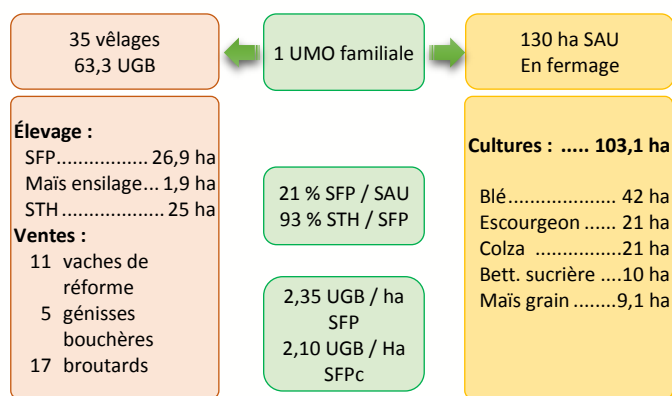 35 vêlages
63,3 UGB
1 UMO familiale
130 ha SAU
En fermage
Élevage :
SFP................. 26,9 ha
Maïs ensilage... 1,9 ha
STH................... 25 ha
Ventes :
11 vaches de
réforme
5 génisses
bouchères
17 broutards
21 % SFP / SAU
93 % STH / SFP
2,35 UGB / ha
SFP
2,10 UGB / Ha
SFPc
Cultures : ..... 103,1 ha
Blé.................... 42 ha
Escourgeon ...... 21 ha
Colza ................21 ha
Bett. sucrière ....10 ha
Maïs grain ........9,1 ha